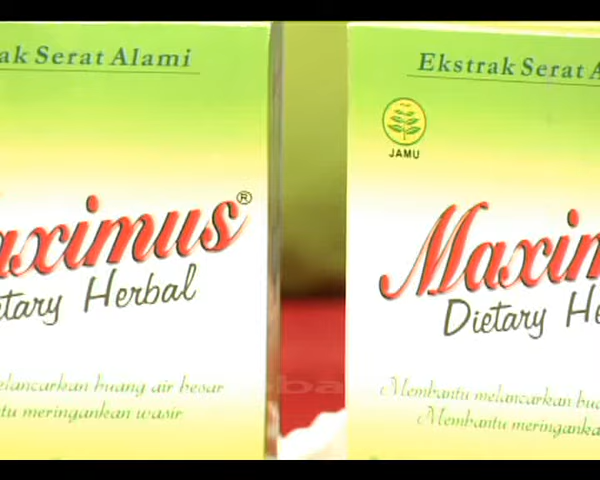 ak Serat Alami
aximus®
etary Herbal
elancarkan buang air besar
tu meringankan wasir
Ekstrak Serat A
JAMU
Maxim
Dietary He
Membantu melancarkan bua
Membantu meringanka